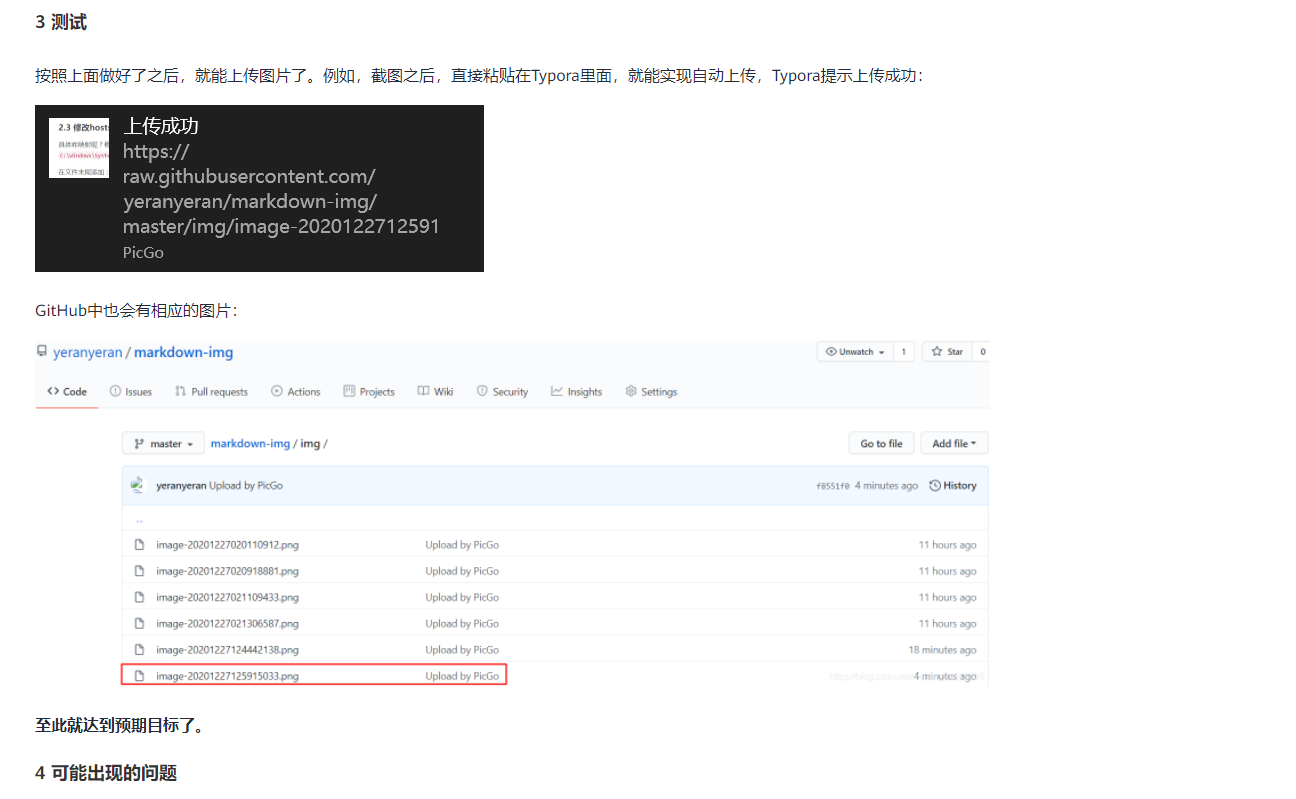 3 测试
按照上面做好了之后，就能上传图片了。例如，截图之后，直接粘贴在Typora里面，就能实现自动上传，Typora提示上传成功：
2.3 修改host
上传成功
https://
raw.githubusercontent.com/
yeranyeran/markdown-img/
master/img/image-2020122712591
PicGo
在文件末尾添加
GitHub中也会有相应的图片：
yeranyeran / markdown-img
Unwatch 1 Star 0
Code Issues Pull requests Actions Projects Wiki Security Insights Settings
master markdown-img / img / Go to file Add file
yeranyeran Upload by PicGo f8551f0 4 minutes ago History
..
image-20201227020110912.png Upload by PicGo 11 hours ago
image-20201227020918881.png Upload by PicGo 11 hours ago
image-20201227021109433.png Upload by PicGo 11 hours ago
image-20201227021306587.png Upload by PicGo 11 hours ago
image-20201227124442138.png Upload by PicGo 18 minutes ago
image-20201227125915033.png Upload by PicGo 4 minutes ago
至此就达到预期目标了。
4 可能出现的问题